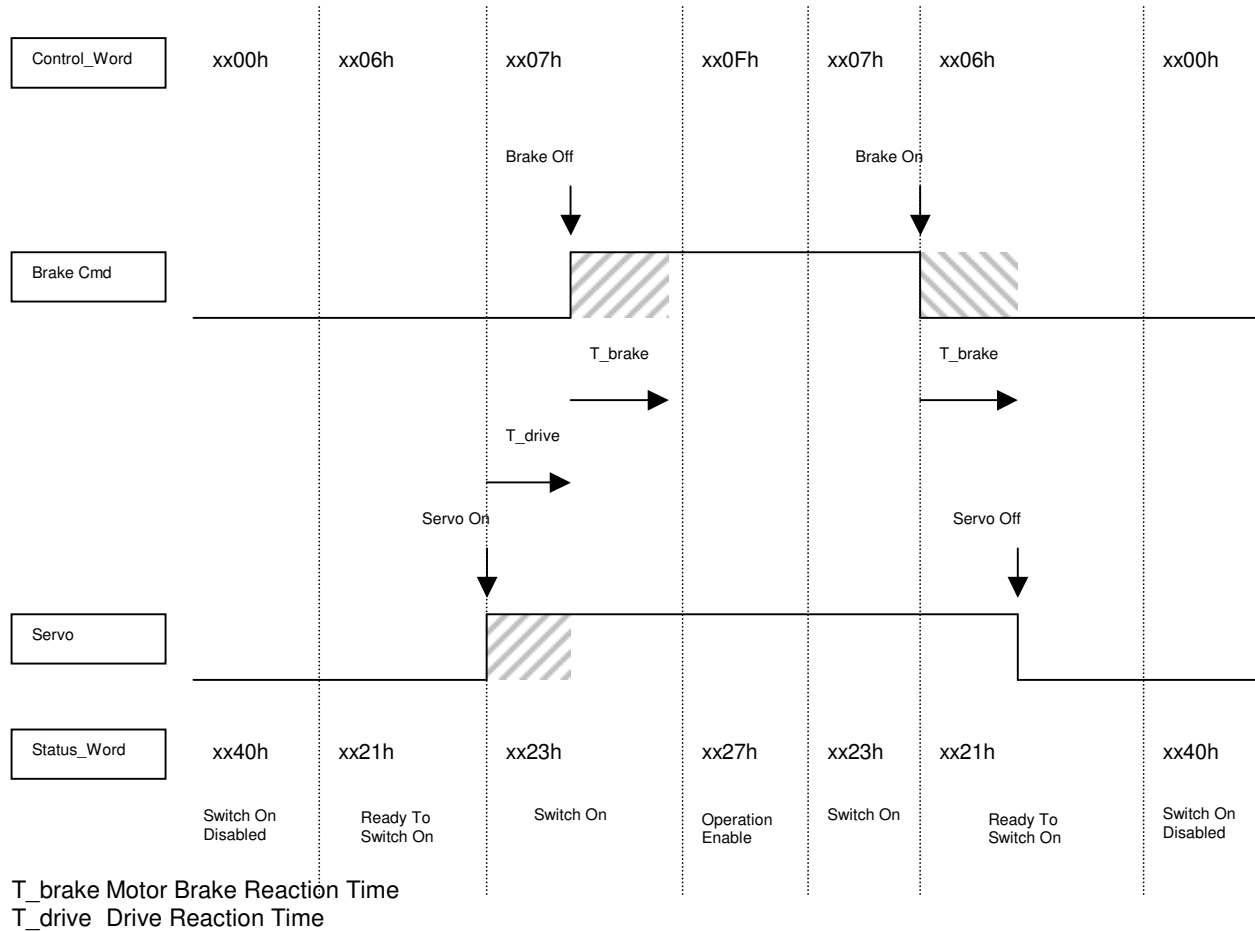 Control_Word xx00h xx06h xx07h xx0Fh xx07h xx06h xx00h
Brake Off Brake On
Brake Cmd
T_brake T_brake
T_drive
Servo On Servo Off
Servo
Status_Word xx40h xx21h xx23h xx27h xx23h xx21h xx40h
Switch On
Disabled
Ready To
Switch On
Switch On
Operation
Enable
Switch On
Ready To
Switch On
Switch On
Disabled
T_brake Motor Brake Reaction Time
T_drive Drive Reaction Time